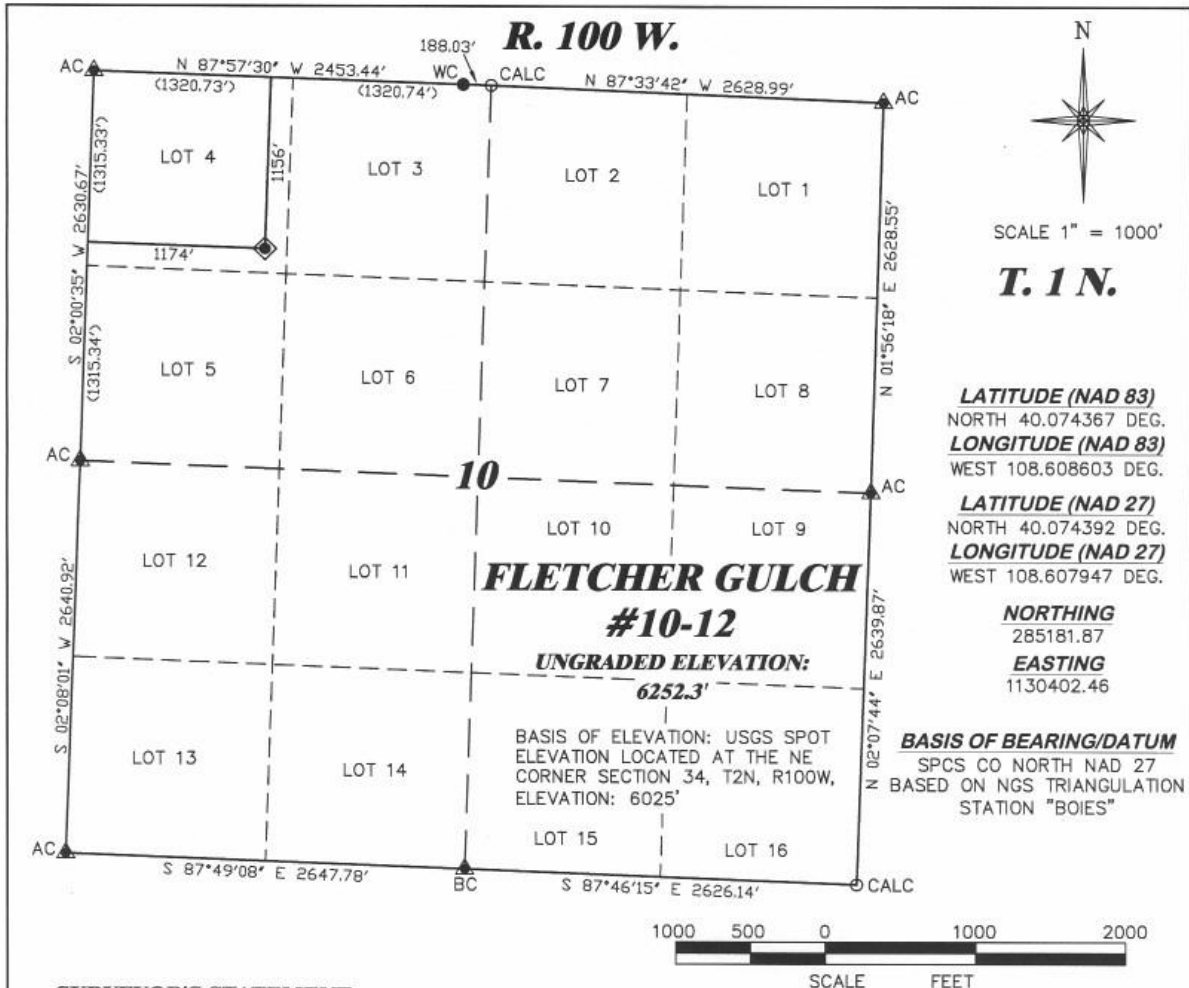 R. 100 W.
188.03'
AC
N 87°57'30" W 2453.44'
WC
CALC
N 87°33'42" W 2628.99'
AC
(1320.73')
(1320.74')
N
(1315.33')
S 02°00'35" W 2630.67'
LOT 4
1156'
LOT 3
LOT 2
LOT 1
N 01°56'18" E 2628.55'
SCALE 1" = 1000'
1174'
T. 1 N.
(1315.34')
LOT 5
LOT 6
LOT 7
LOT 8
LATITUDE (NAD 83)
NORTH 40.074367 DEG.
LONGITUDE (NAD 83)
WEST 108.608603 DEG.
AC
10
AC
LATITUDE (NAD 27)
NORTH 40.074392 DEG.
LONGITUDE (NAD 27)
WEST 108.607947 DEG.
LOT 12
LOT 11
LOT 10
LOT 9
S 02°08'01" W 2640.92'
FLETCHER GULCH
#10-12
UNGRADED ELEVATION:
6252.3'
N 02°07'44" E 2639.87'
NORTHING
285181.87
EASTING
1130402.46
BASIS OF ELEVATION: USGS SPOT
ELEVATION LOCATED AT THE NE
CORNER SECTION 34, T2N, R100W,
ELEVATION: 6025'
BASIS OF BEARING/DATUM
SPCS CO NORTH NAD 27
BASED ON NGS TRIANGULATION
STATION "BOIES"
LOT 13
LOT 14
LOT 15
LOT 16
AC
S 87°49'08" E 2647.78'
BC
S 87°46'15" E 2626.14'
CALC
1000 500 0 1000 2000
SCALE FEET